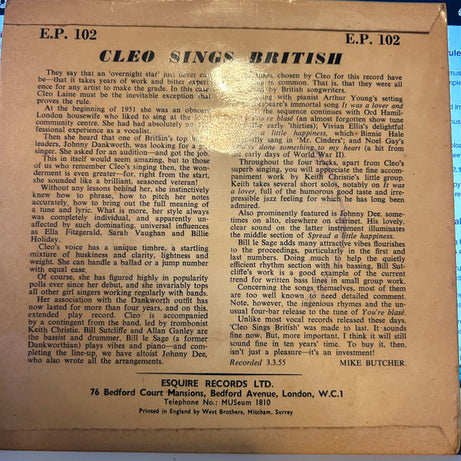 E.P. 102
E.P. 102
CLEO SINGS BRITISH
They say that an 'overnight star' just never
be—that it takes years of work and bitter experi-
ence for any artist to make the grade. In this case
Cleo Laine must be the inevitable exception that
proves the rule.
At the beginning of 1951 she was an obscure
London housewife who liked to sing at the
community centre. She had had absolutely no pro-
fessional experience as a vocalist.
Then she heard that one of Britain's top
leaders, Johnny Dankworth, was looking for a
singer. She asked for an audition—and got the job.
This in itself would seem amazing, but to those
of us who remember Cleo's singing then, the won-
derment is even greater—for, right from the start,
she sounded like a brilliant, seasoned veteran!
Without any lessons behind her, she instinctively
knew how to phrase, how to pitch her notes
accurately, how to bring out the full meaning of
a tune and lyric. What is more, her style always
was completely individual, and apparently un-
affected by such dominating, universal influences
as Ella Fitzgerald, Sarah Vaughan and Billie
Holiday.
Cleo's voice has a unique timbre, a startling
mixture of huskiness and clarity, lightness and
weight. She can handle a ballad or a jump number
with equal ease.
Of course, she has figured highly in popularity
polls ever since her debut, and she invariably tops
all other girl singers working regularly with bands.
Her association with the Dankworth outfit has
now lasted for more than four years, and on this
extended play record, Cleo is accompanied by
a contingent from the band, led by trombonist
Keith Christie. Bill Sutcliffe and Allan Ganley are
the bassist and drummer, Bill le Sage (a former
Dankworthian) plays vibes and piano—and com-
pleting the line-up, we have altoist Johnny Dee,
who also wrote all the arrangements.
chosen by Cleo for this record have
in common. That is, that they were all
by British songwriters.
with pianist Arthur Young's setting
immortal song It was a lover and
the sequence continues with Ord Hamil-
You're blasé (an almost forgotten show tune
early 'thirties), Vivian Ellis's delightful
a little happiness, which Binnie Hale
sang in 'Mr. Cinders'; and Noel Gay's
something to my heart (a hit from
early days of World War II).
Throughout the four tracks, apart from Cleo's
superb singing, you will appreciate the fine accom-
paniment work by Keith Christie's little group.
Keith takes several short solos, notably on It was
a lover, full of the humorous good taste and irre-
pressible jazz feeling for which he has long been
admired.
Also prominently featured is Johnny Dee, some-
times on alto, elsewhere on clarinet. His lovely,
clear sound on the latter instrument illuminates
the middle section of Spread a little happiness.
Bill le Sage adds many attractive vibes flourishes
to the proceedings, particularly in the first and
last numbers. Doing much to help the quietly
efficient rhythm section with his bassing, Bill Sut-
cliffe's work is a good example of the current
trend for written bass lines in small group work.
Concerning the songs themselves, most of them
are too well known to need detailed comment.
Note, however, the ingenious rhymes and the un-
usual four-bar release to the tune of You're blasé.
Unlike most vocal records released these days,
'Cleo Sings British' was made to last. It sounds
fine now. But, more important, I think it will still
sound fine in ten years' time. To buy it, then,
isn't just a pleasure—it's an investment!
Recorded 3.3.55 MIKE BUTCHER.
ESQUIRE RECORDS LTD.
76 Bedford Court Mansions, Bedford Avenue, London, W.C.1
Telephone No.: MUSeum 1810
Printed in England by West Brothers, Mitcham, Surrey